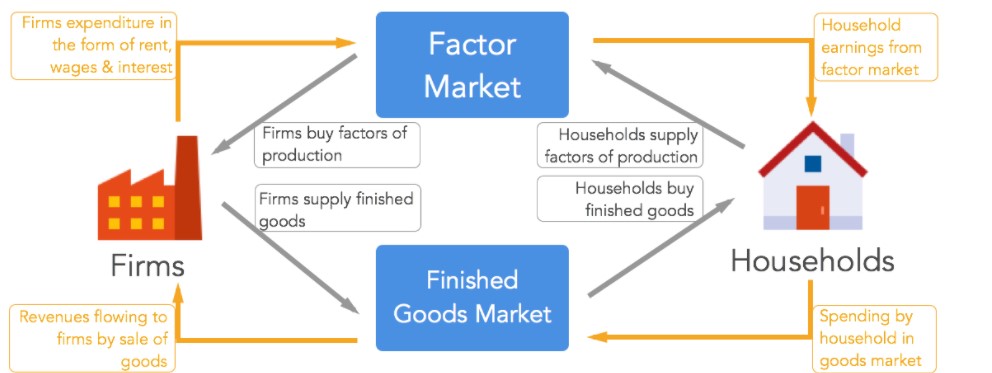 Firms expenditure in
the form of rent,
wages & interest
Factor
Market
Household
earnings from
factor market
Firms buy factors of
production
Households supply
factors of production
Firms supply finished
goods
Households buy
finished goods
Firms
Households
Finished
Goods Market
Revenues flowing to
firms by sale of
goods
Spending by
household in
goods market